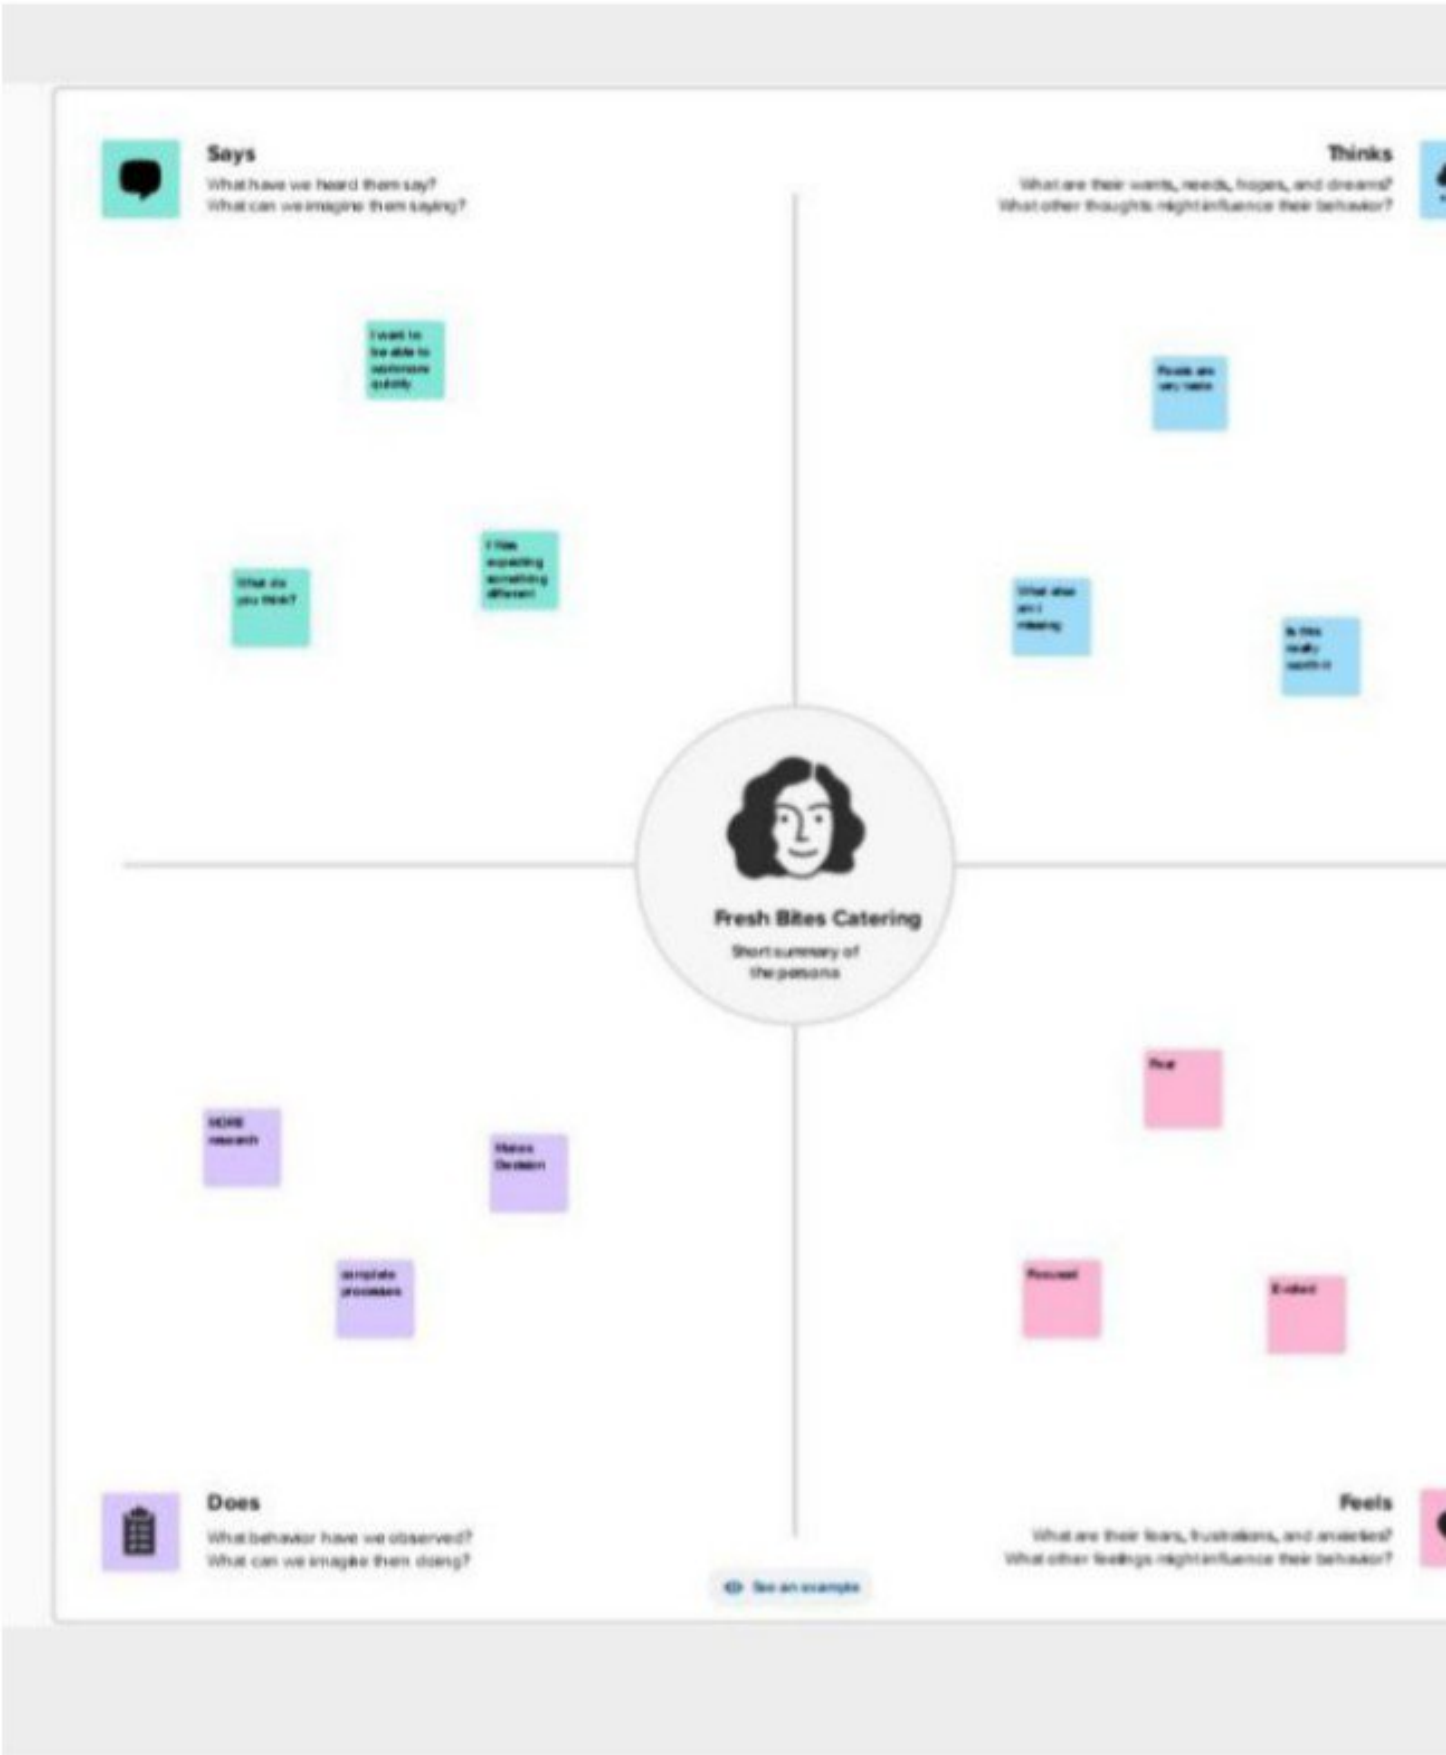 Says
What have we heard them say?
What can we imagine them saying?
Thinks
What are their wants, needs, hopes, and dreams?
What other thoughts might influence their behavior?
I want to
be able to
quickly
What do
you think?
expecting
something
different
Foods are
What else
am I
missing
Is this
really
worth it
Fresh Bites Catering
Short summary of
the persona
MORE
research
Makes
Decision
complete
processes
Fear
Focused
Excited
Does
What behavior have we observed?
What can we imagine them doing?
Feels
What are their fears, frustrations, and anxieties?
What other feelings might influence their behavior?
See an example